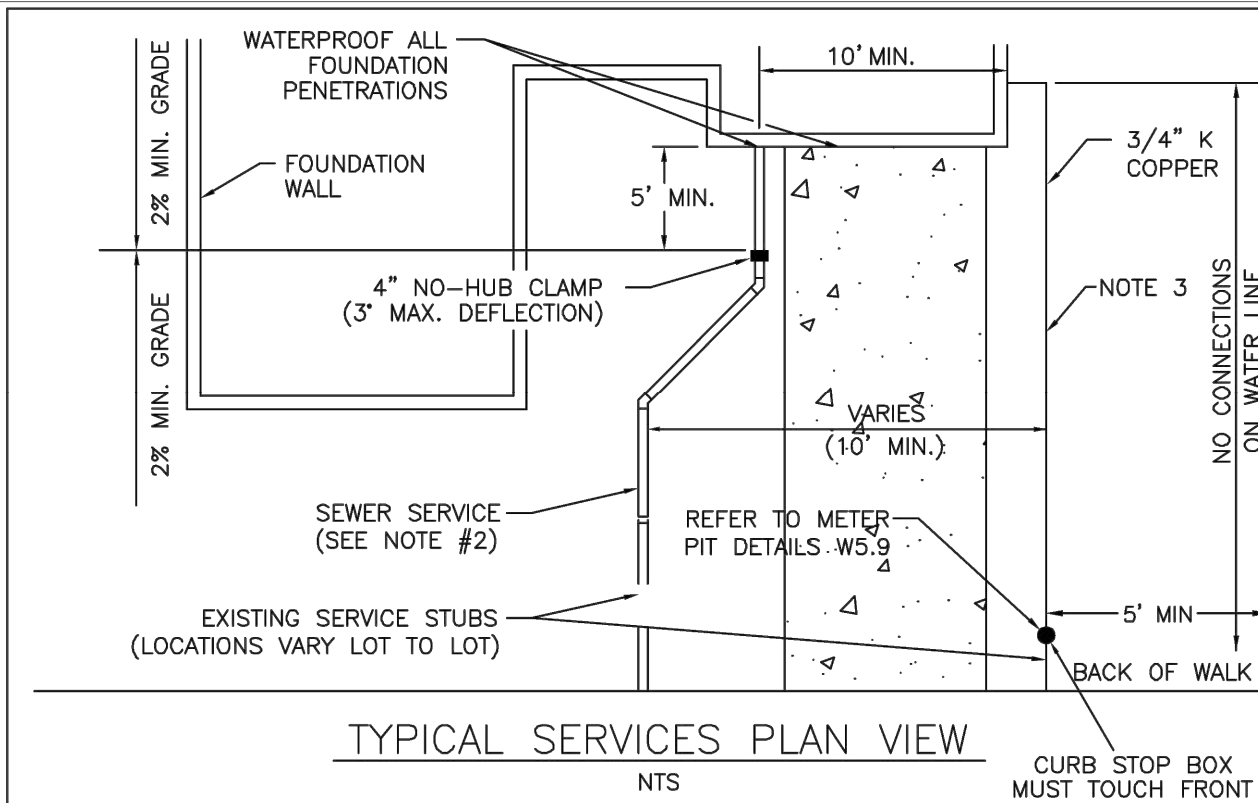 WATERPROOF ALL
FOUNDATION
PENETRATIONS
10' MIN.
2% MIN. GRADE
FOUNDATION
WALL
5' MIN.
3/4" K
COPPER
4" NO-HUB CLAMP
(3° MAX. DEFLECTION)
NOTE 3
NO CONNECTIONS
ON WATER LINE
2% MIN. GRADE
VARIES
(10' MIN.)
SEWER SERVICE
(SEE NOTE #2)
REFER TO METER
PIT DETAILS W5.9
EXISTING SERVICE STUBS
(LOCATIONS VARY LOT TO LOT)
5' MIN
BACK OF WALK
TYPICAL SERVICES PLAN VIEW
NTS
CURB STOP BOX
MUST TOUCH FRONT